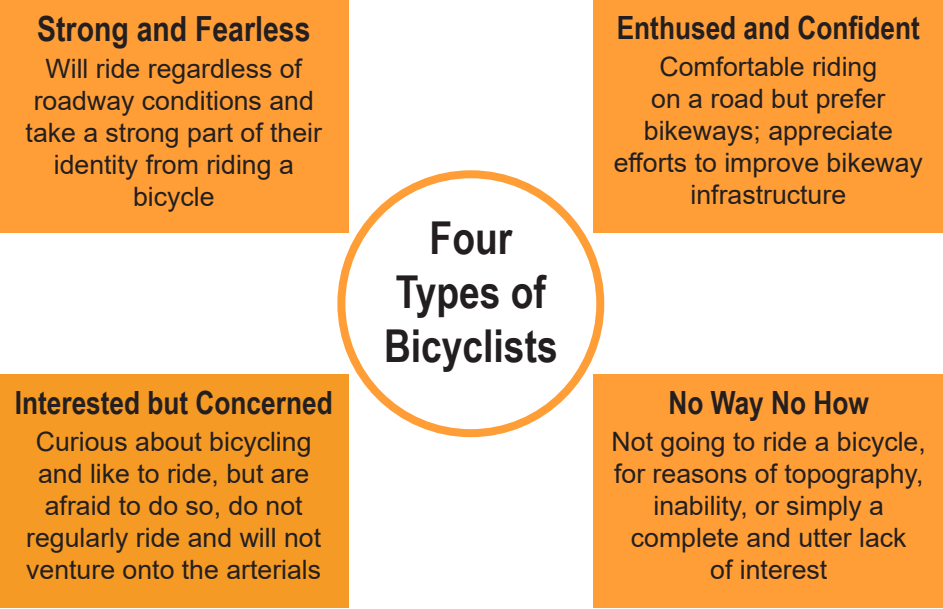 Strong and Fearless
Will ride regardless of
roadway conditions and
take a strong part of their
identity from riding a
bicycle
Enthused and Confident
Comfortable riding
on a road but prefer
bikeways; appreciate
efforts to improve bikeway
infrastructure
Four
Types of
Bicyclists
Interested but Concerned
Curious about bicycling
and like to ride, but are
afraid to do so, do not
regularly ride and will not
venture onto the arterials
No Way No How
Not going to ride a bicycle,
for reasons of topography,
inability, or simply a
complete and utter lack
of interest